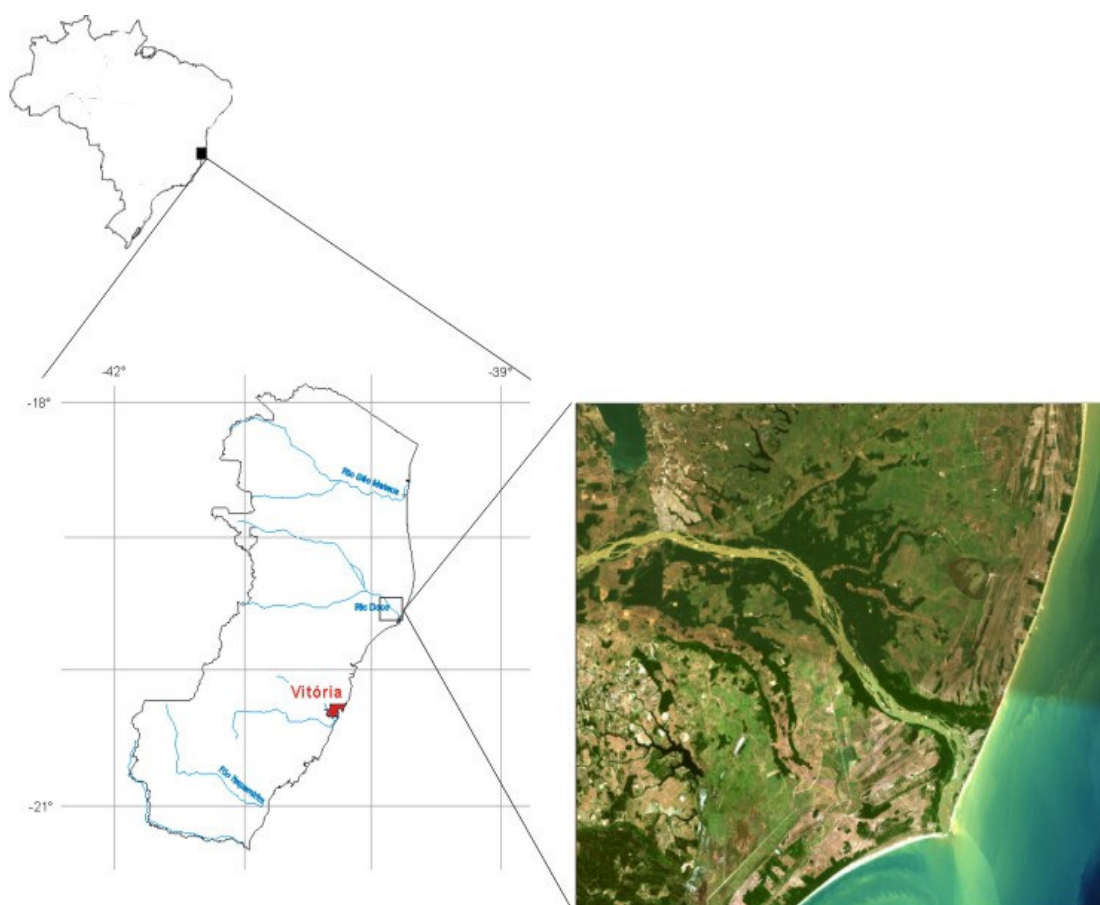 -42°
-39°
-18°
Rio São Mateus
Rio Doce
Vitória
Rio Itapemirim
-21°